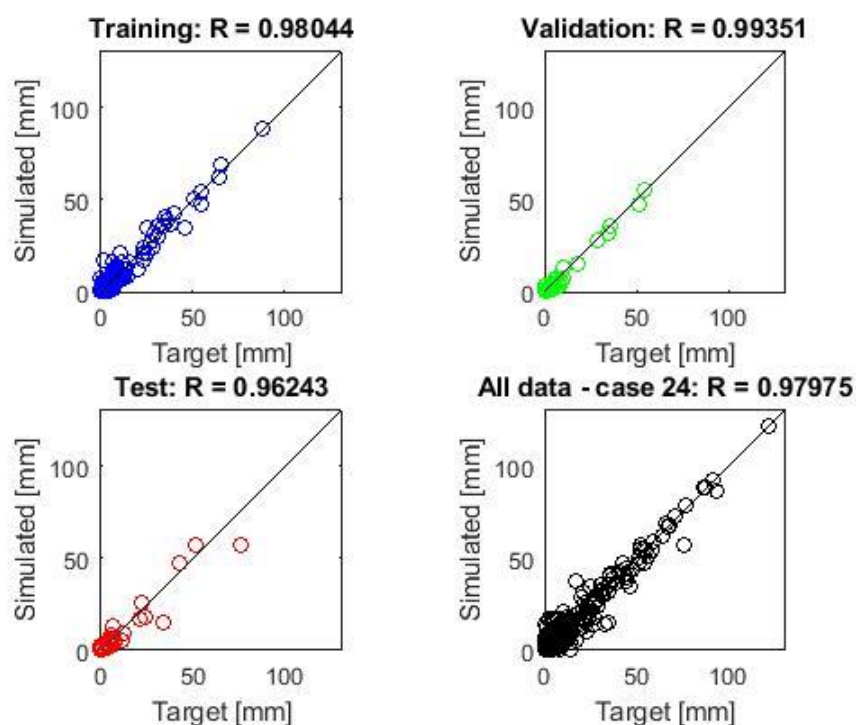 Training: R = 0.98044
Simulated [mm]
100
50
0
0 50 100
Target [mm]
Validation: R = 0.99351
Simulated [mm]
100
50
0
0 50 100
Target [mm]
Test: R = 0.96243
Simulated [mm]
100
50
0
0 50 100
Target [mm]
All data - case 24: R = 0.97975
Simulated [mm]
100
50
0
0 50 100
Target [mm]